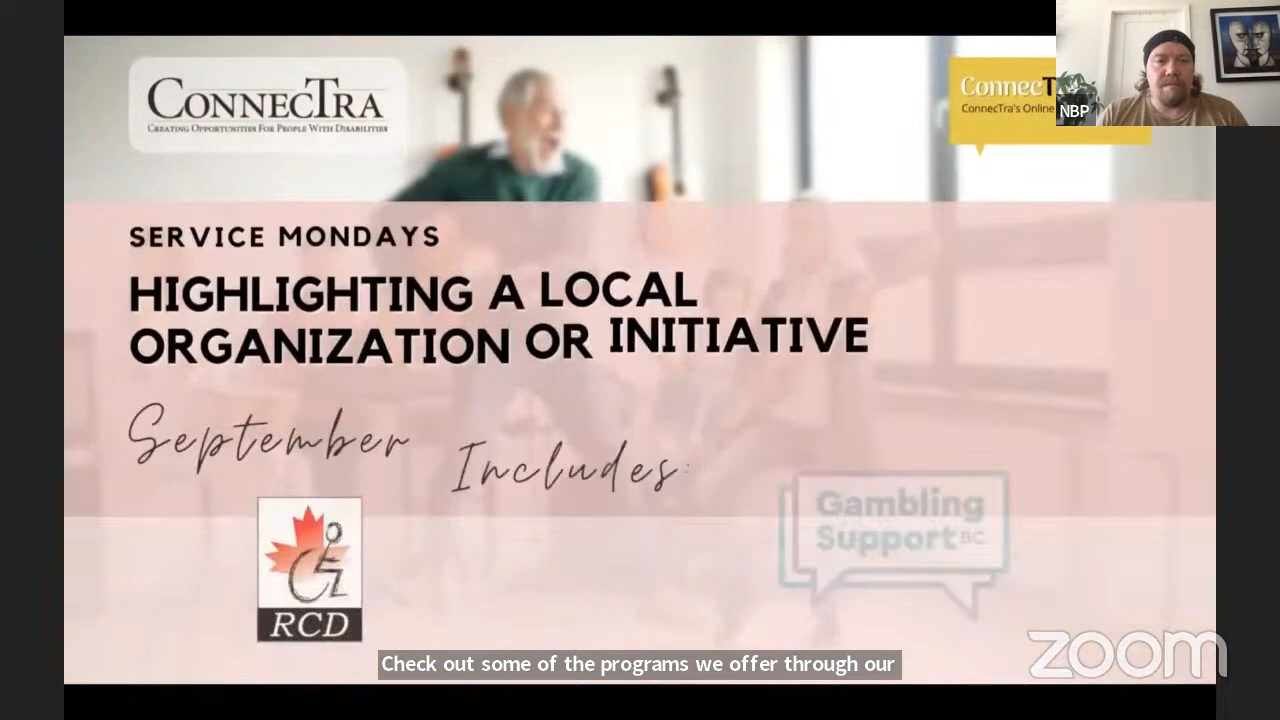 CONNECTRA
CREATING OPPORTUNITIES FOR PEOPLE WITH DISABILITIES
Connec
ConnecTra's Online
NBP
SERVICE MONDAYS
HIGHLIGHTING A LOCAL
ORGANIZATION OR INITIATIVE
September Includes:
RCD
Gambling
Support BC
Check out some of the programs we offer through our
zoom